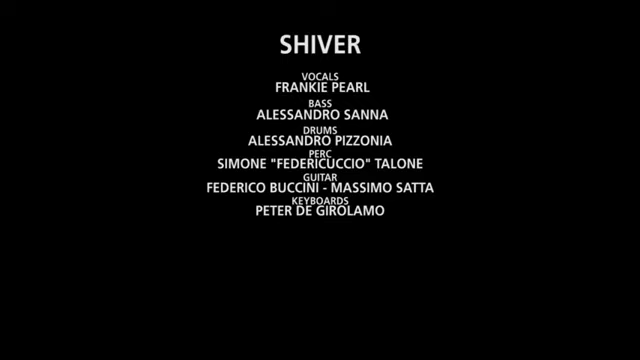 SHIVER
VOCALS
FRANKIE PEARL
BASS
ALESSANDRO SANNA
DRUMS
ALESSANDRO PIZZONIA
PERC
SIMONE "FEDERICUCCIO" TALONE
GUITAR
FEDERICO BUCCINI - MASSIMO SATTA
KEYBOARDS
PETER DE GIROLAMO